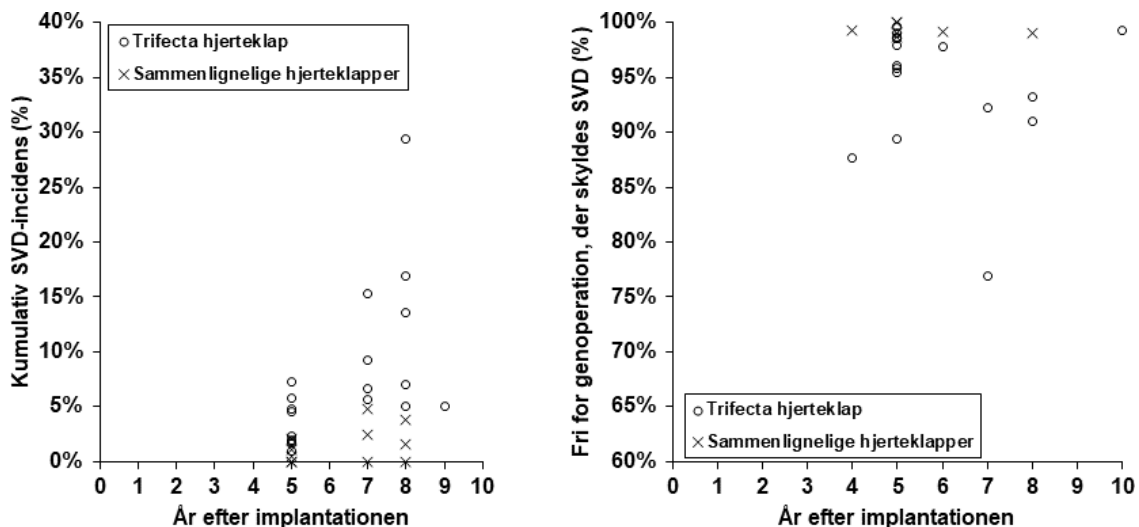 40%
35%
30%
25%
20%
15%
10%
5%
0%
Kumulativ SVD-incidens (%)
Trifecta hjerteklap
Sammenlignelige hjerteklapper
0 1 2 3 4 5 6 7 8 9 10
År efter implantationen
100%
95%
90%
85%
80%
75%
70%
65%
60%
Fri for genoperation, der skyldes SVD (%)
Trifecta hjerteklap
Sammenlignelige hjerteklapper
0 1 2 3 4 5 6 7 8 9 10
År efter implantationen